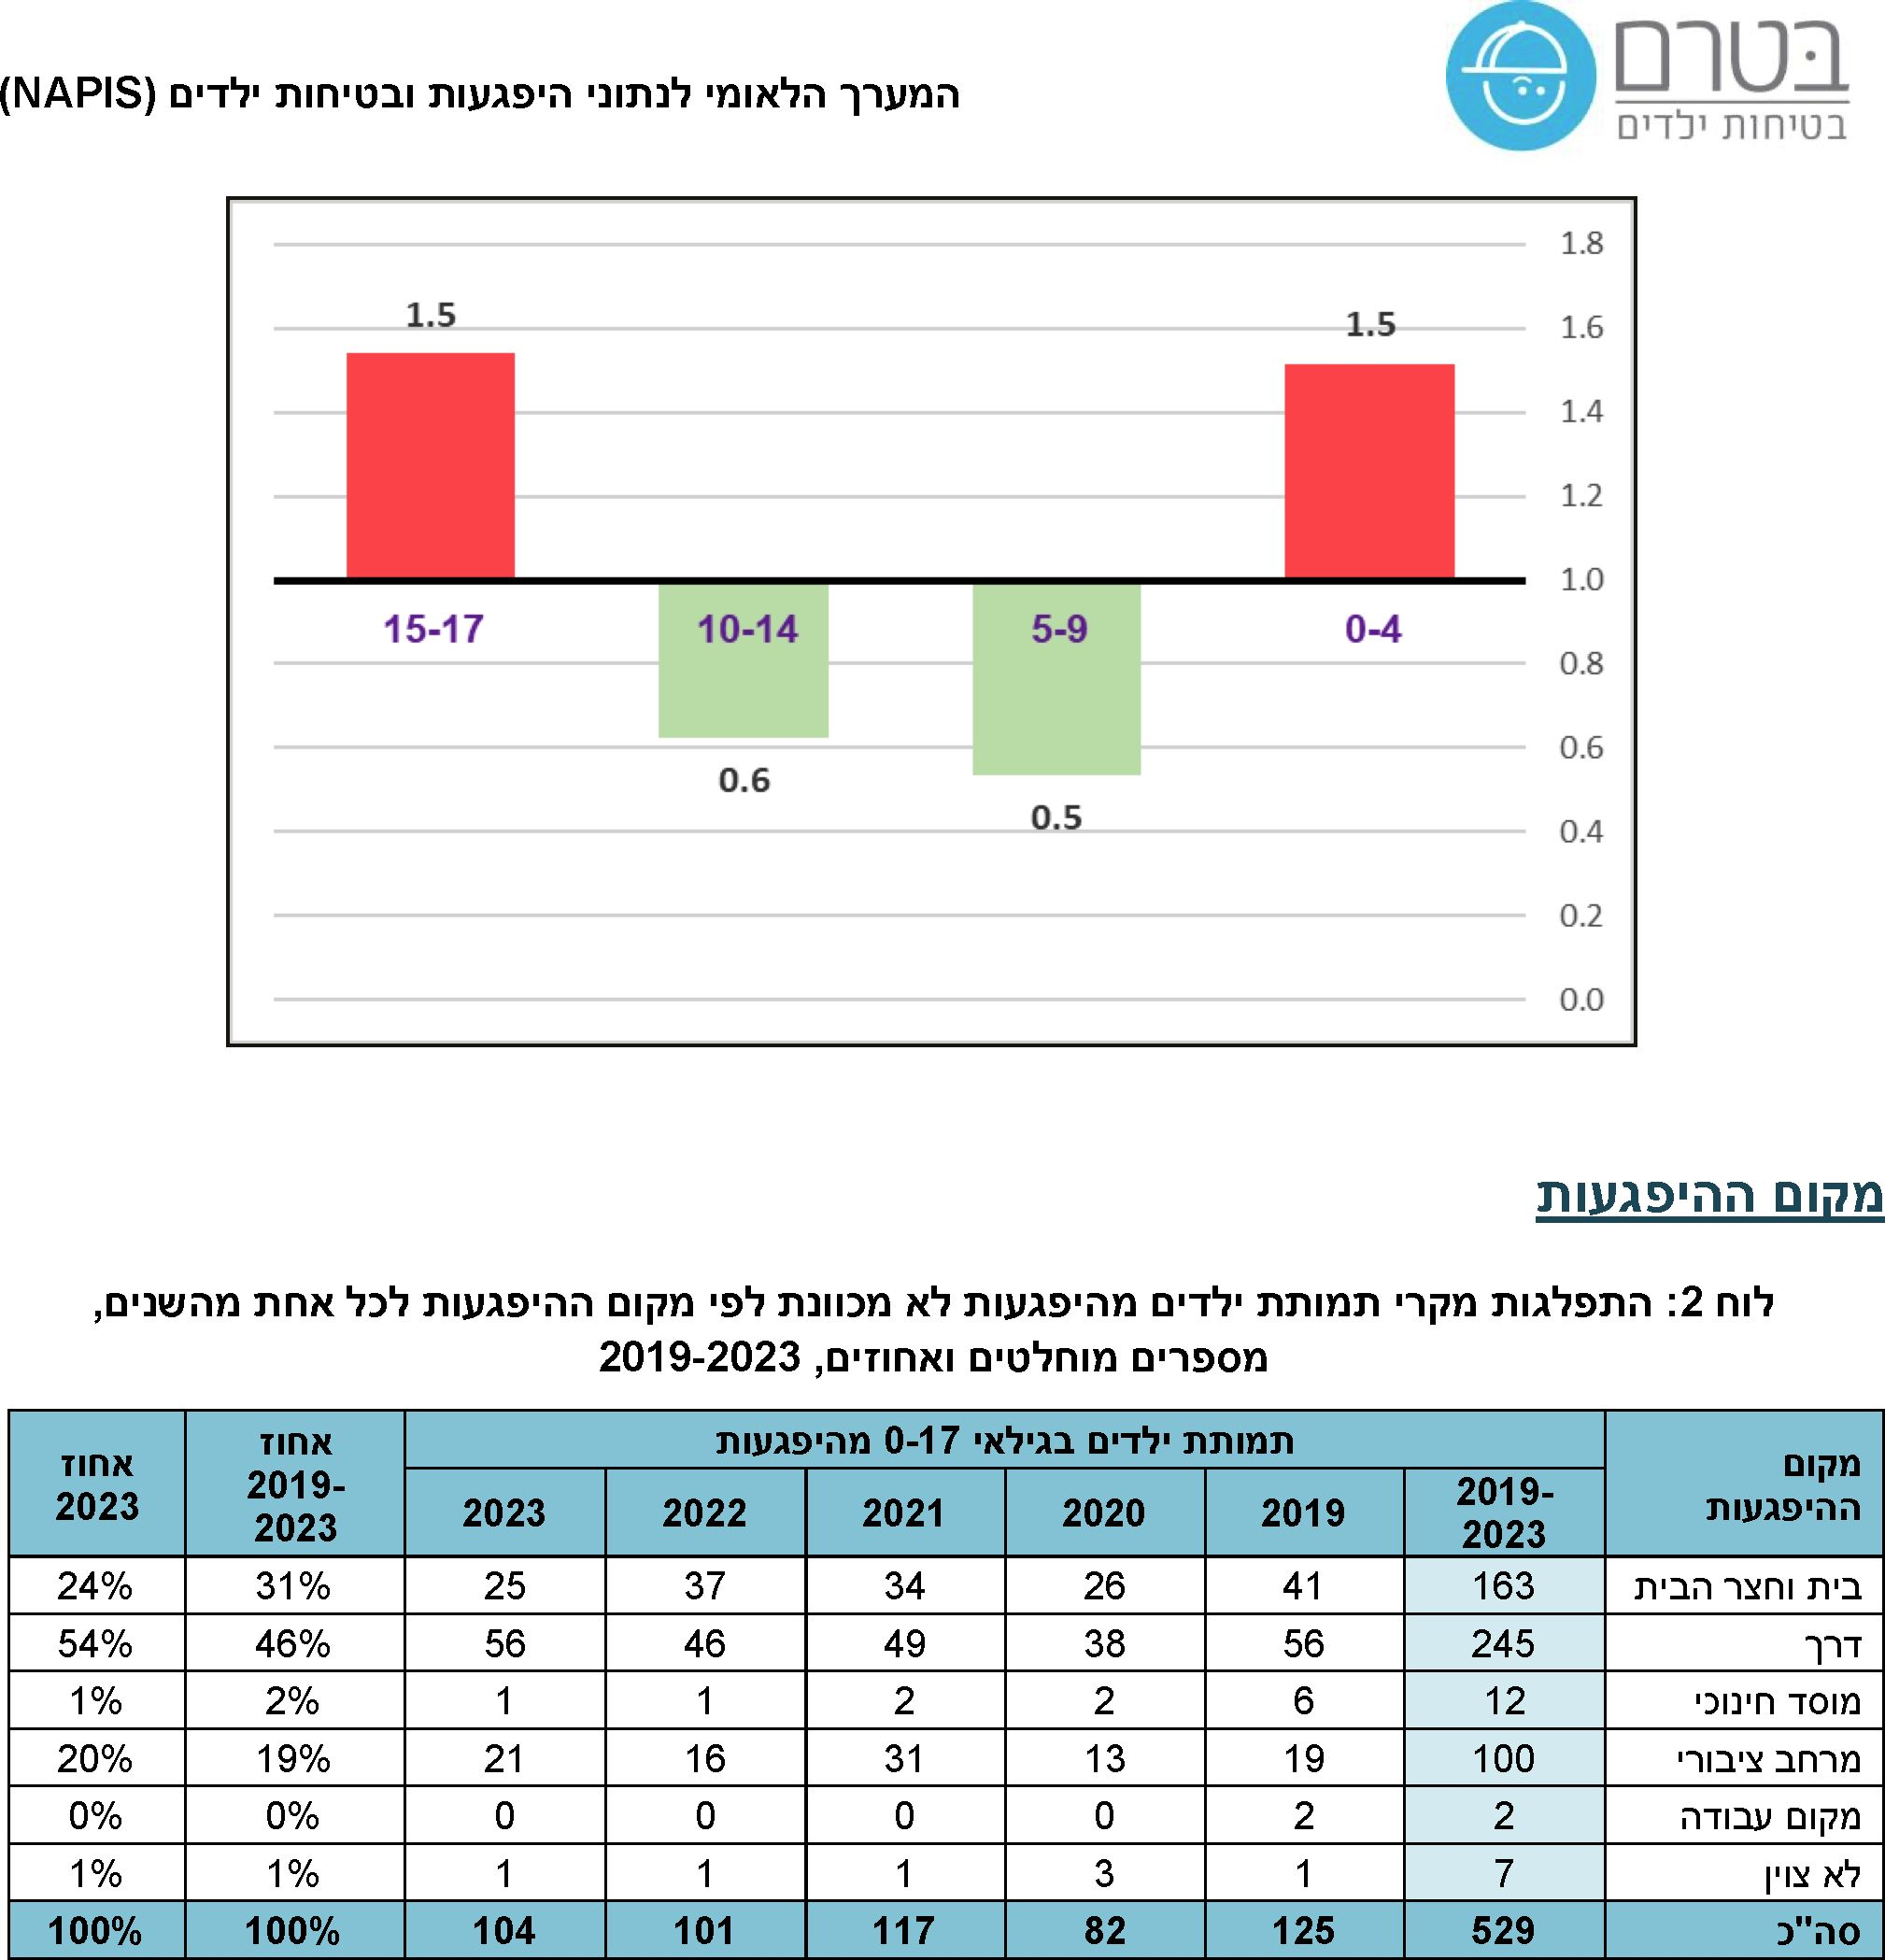 בטרם
בטיחות ילדים
המערך הלאומי לנתוני היפגעות ובטיחות ילדים (NAPIS)
1.8
1.6
1.4
1.2
1.0
0.8
0.6
0.4
0.2
0.0
1.5 1.5
0-4 5-9 10-14 15-17
0.5 0.6
מקום ההיפגעות
לוח 2: התפלגות מקרי תמותת ילדים מהיפגעות לא מכוונת לפי מקום ההיפגעות לכל אחת מהשנים,
מספרים מוחלטים ואחוזים, 2019-2023
מקום ההיפגעות תמותת ילדים בגילאי 0-17 מהיפגעות אחוז 2019-2023 אחוז 2023
2019-2023 2019 2020 2021 2022 2023
בית וחצר הבית 163 41 26 34 37 25 31% 24%
דרך 245 56 38 49 46 56 46% 54%
מוסד חינוכי 12 6 2 2 1 1 2% 1%
מרחב ציבורי 100 19 13 31 16 21 19% 20%
מקום עבודה 2 2 0 0 0 0 0% 0%
לא צוין 7 1 3 1 1 1 1% 1%
סה"כ 529 125 82 117 101 104 100% 100%